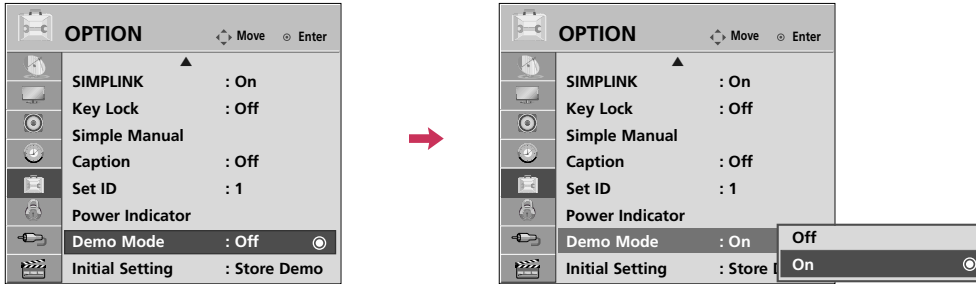 OPTION Move Enter
SIMPLINK : On
Key Lock : Off
Simple Manual
Caption : Off
Set ID : 1
Power Indicator
Demo Mode : Off
Initial Setting : Store Demo
OPTION Move Enter
SIMPLINK : On
Key Lock : Off
Simple Manual
Caption : Off
Set ID : 1
Power Indicator
Demo Mode : On
Initial Setting : Store
Off
On